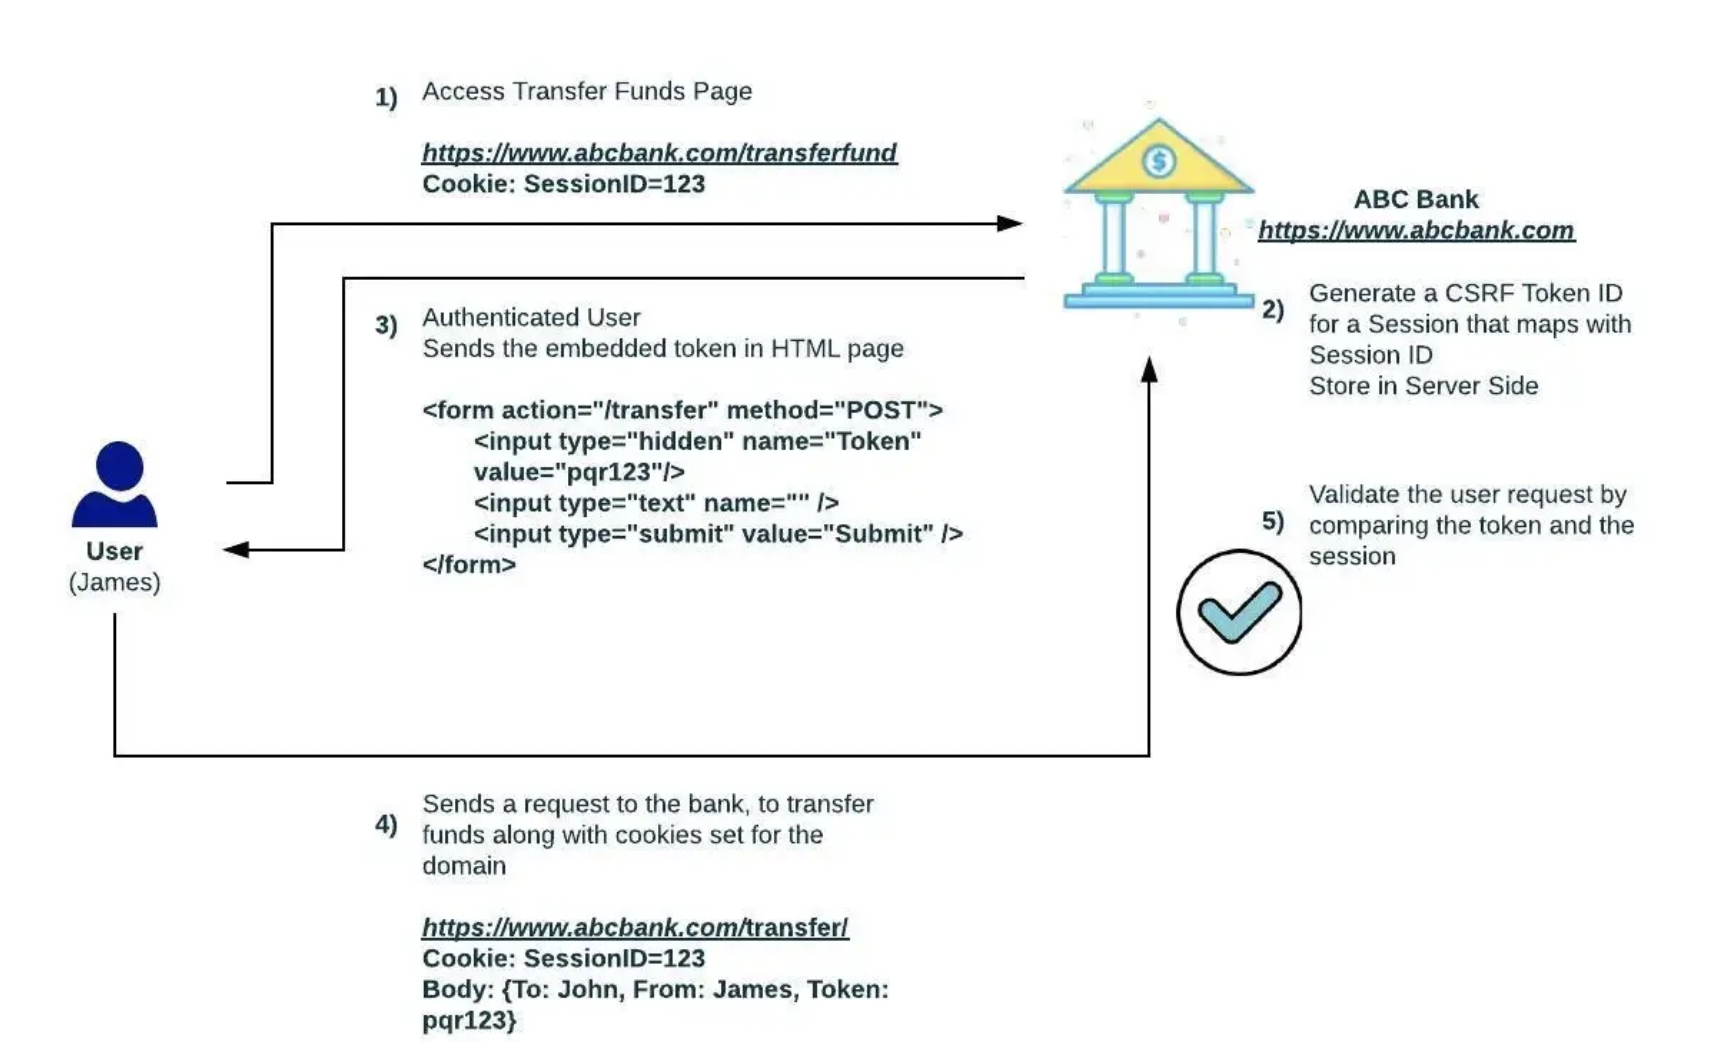 1) Access Transfer Funds Page
https://www.abcbank.com/transferfund
Cookie: SessionID=123
$
ABC Bank
https://www.abcbank.com
2) Generate a CSRF Token ID
for a Session that maps with
Session ID
Store in Server Side
3) Authenticated User
Sends the embedded token in HTML page
<form action="/transfer" method="POST">
<input type="hidden" name="Token"
value="pqr123"/>
<input type="text" name="" />
<input type="submit" value="Submit" />
</form>
User
(James)
4) Sends a request to the bank, to transfer
funds along with cookies set for the
domain
https://www.abcbank.com/transfer/
Cookie: SessionID=123
Body: {To: John, From: James, Token:
pqr123}
5) Validate the user request by
comparing the token and the
session